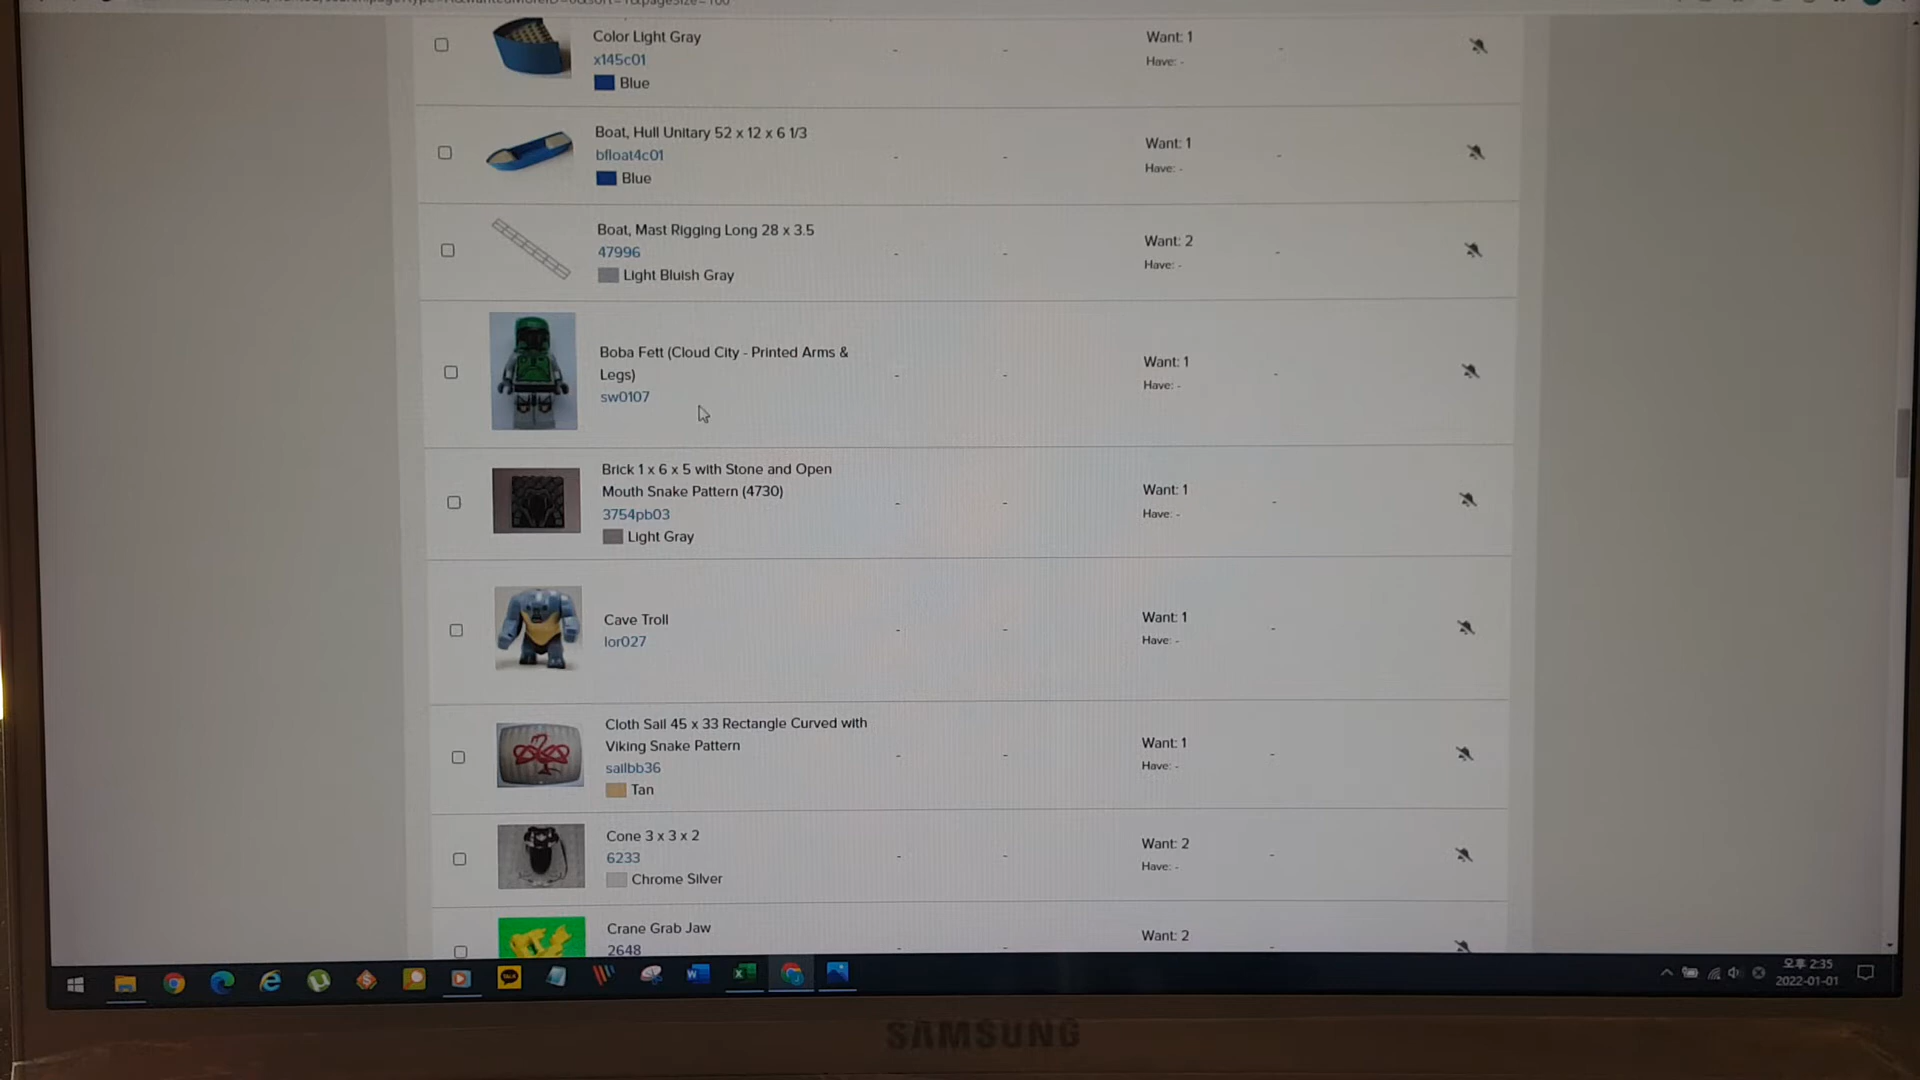 Color Light Gray
x145c01
Blue
Want: 1
Have: -
Boat, Hull Unitary 52 x 12 x 6 1/3
bfloat4c01
Blue
Want: 1
Have: -
Boat, Mast Rigging Long 28 x 3.5
47996
Light Bluish Gray
Want: 2
Have: -
Boba Fett (Cloud City - Printed Arms &
Legs)
sw0107
Want: 1
Have: -
Brick 1 x 6 x 5 with Stone and Open
Mouth Snake Pattern (4730)
3754pb03
Light Gray
Want: 1
Have: -
Cave Troll
lor027
Want: 1
Have: -
Cloth Sail 45 x 33 Rectangle Curved with
Viking Snake Pattern
sailbb36
Tan
Want: 1
Have: -
Cone 3 x 3 x 2
6233
Chrome Silver
Want: 2
Have: -
Crane Grab Jaw
2648
Want: 2
오후 2:35
2022-01-01
SAMSUNG